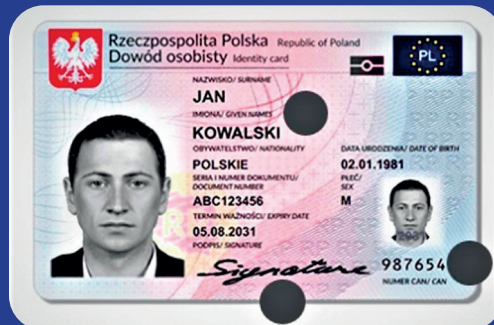 Rzeczpospolita Polska Republic of Poland
Dowód osobisty Identity card
PL
NAZWISKO/ SURNAME
JAN
IMIONA/ GIVEN NAMES
KOWALSKI
OBYWATELSTWO/ NATIONALITY DATA URODZENIA/ DATE OF BIRTH
POLSKIE 02.01.1981
SERIA I NUMER DOKUMENTU/ PŁEĆ/
DOCUMENT NUMBER SEX
ABC123456 M
TERMIN WAŻNOŚCI/ EXPIRY DATE
05.08.2031
PODPIS/ SIGNATURE
Signature 987654
NUMER CAN/ CAN